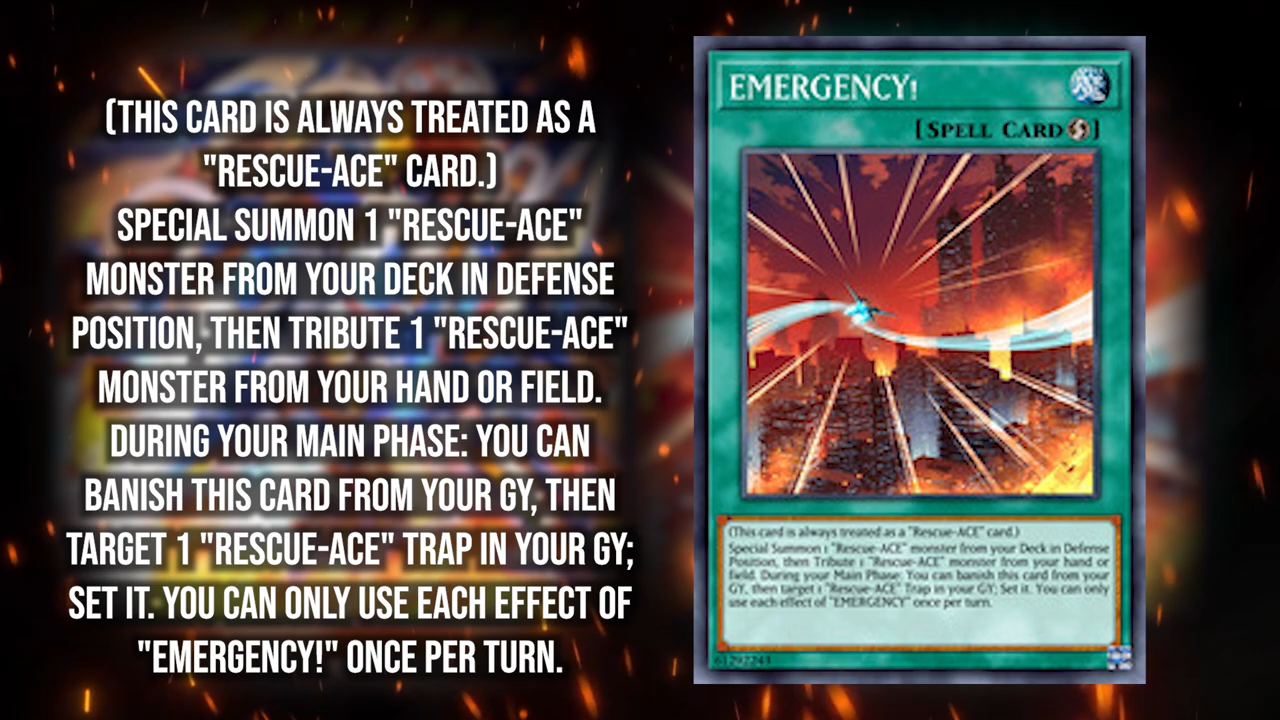 (THIS CARD IS ALWAYS TREATED AS A
"RESCUE-ACE" CARD.)
SPECIAL SUMMON 1 "RESCUE-ACE"
MONSTER FROM YOUR DECK IN DEFENSE
POSITION, THEN TRIBUTE 1 "RESCUE-ACE"
MONSTER FROM YOUR HAND OR FIELD.
DURING YOUR MAIN PHASE: YOU CAN
BANISH THIS CARD FROM YOUR GY, THEN
TARGET 1 "RESCUE-ACE" TRAP IN YOUR GY;
SET IT. YOU CAN ONLY USE EACH EFFECT OF
"EMERGENCY!" ONCE PER TURN.
EMERGENCY!
[SPELL CARD]
(This card is always treated as a "Rescue-ACE" card.)
Special Summon 1 "Rescue-ACE" monster from your Deck in Defense
Position, then Tribute 1 "Rescue-ACE" monster from your hand or
field. During your Main Phase: You can banish this card from your
GY, then target 1 "Rescue-ACE" Trap in your GY; Set it. You can only
use each effect of "EMERGENCY" once per turn.